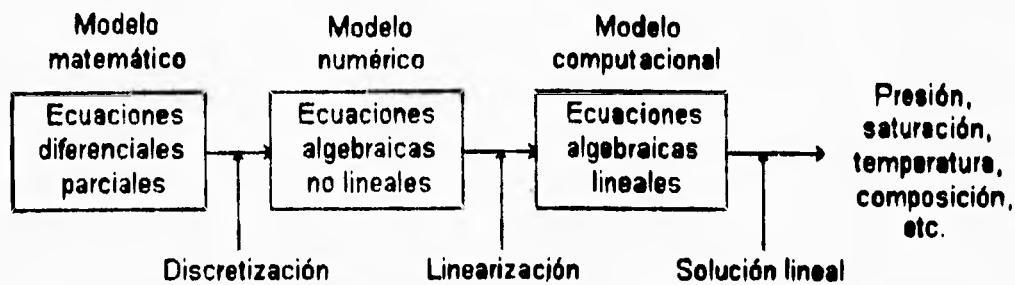 Modelo
matemático
Modelo
numérico
Modelo
computacional
Ecuaciones
diferenciales
parciales
Ecuaciones
algebraicas
no lineales
Ecuaciones
algebraicas
lineales
Presión,
saturación,
temperatura,
composición,
etc.
Discretización
Linearización
Solución lineal